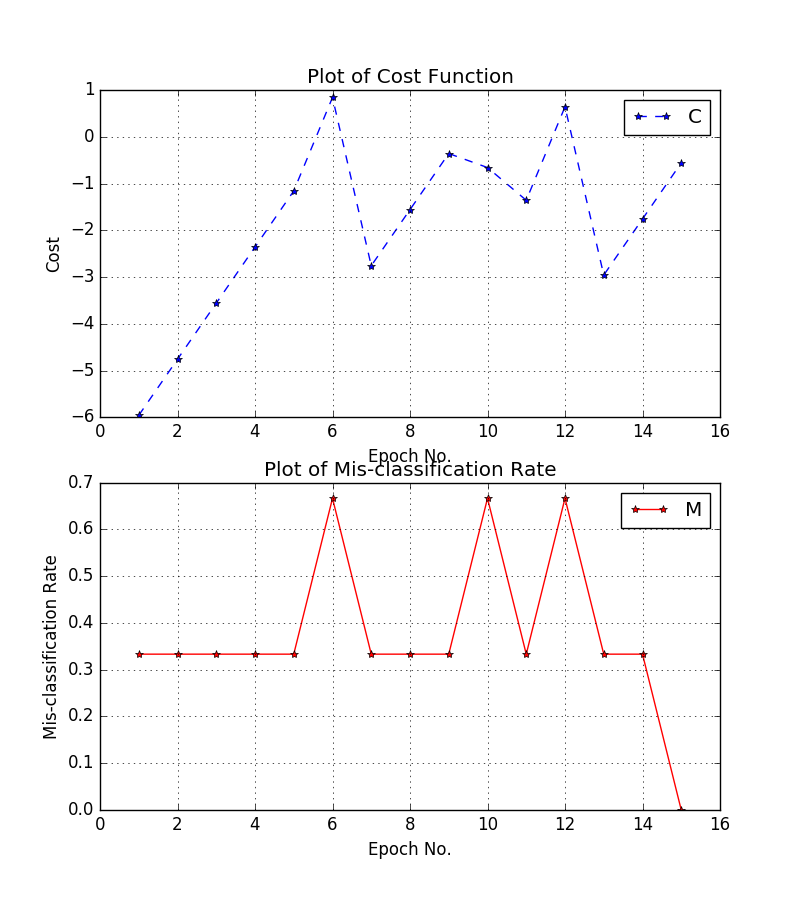 Plot of Cost Function
1
0
−1
−2
−3
−4
−5
−6
Cost
C
0 2 4 6 8 10 12 14 16
Epoch No.
Plot of Mis-classification Rate
0.7
0.6
0.5
0.4
0.3
0.2
0.1
0.0
Mis-classification Rate
M
0 2 4 6 8 10 12 14 16
Epoch No.